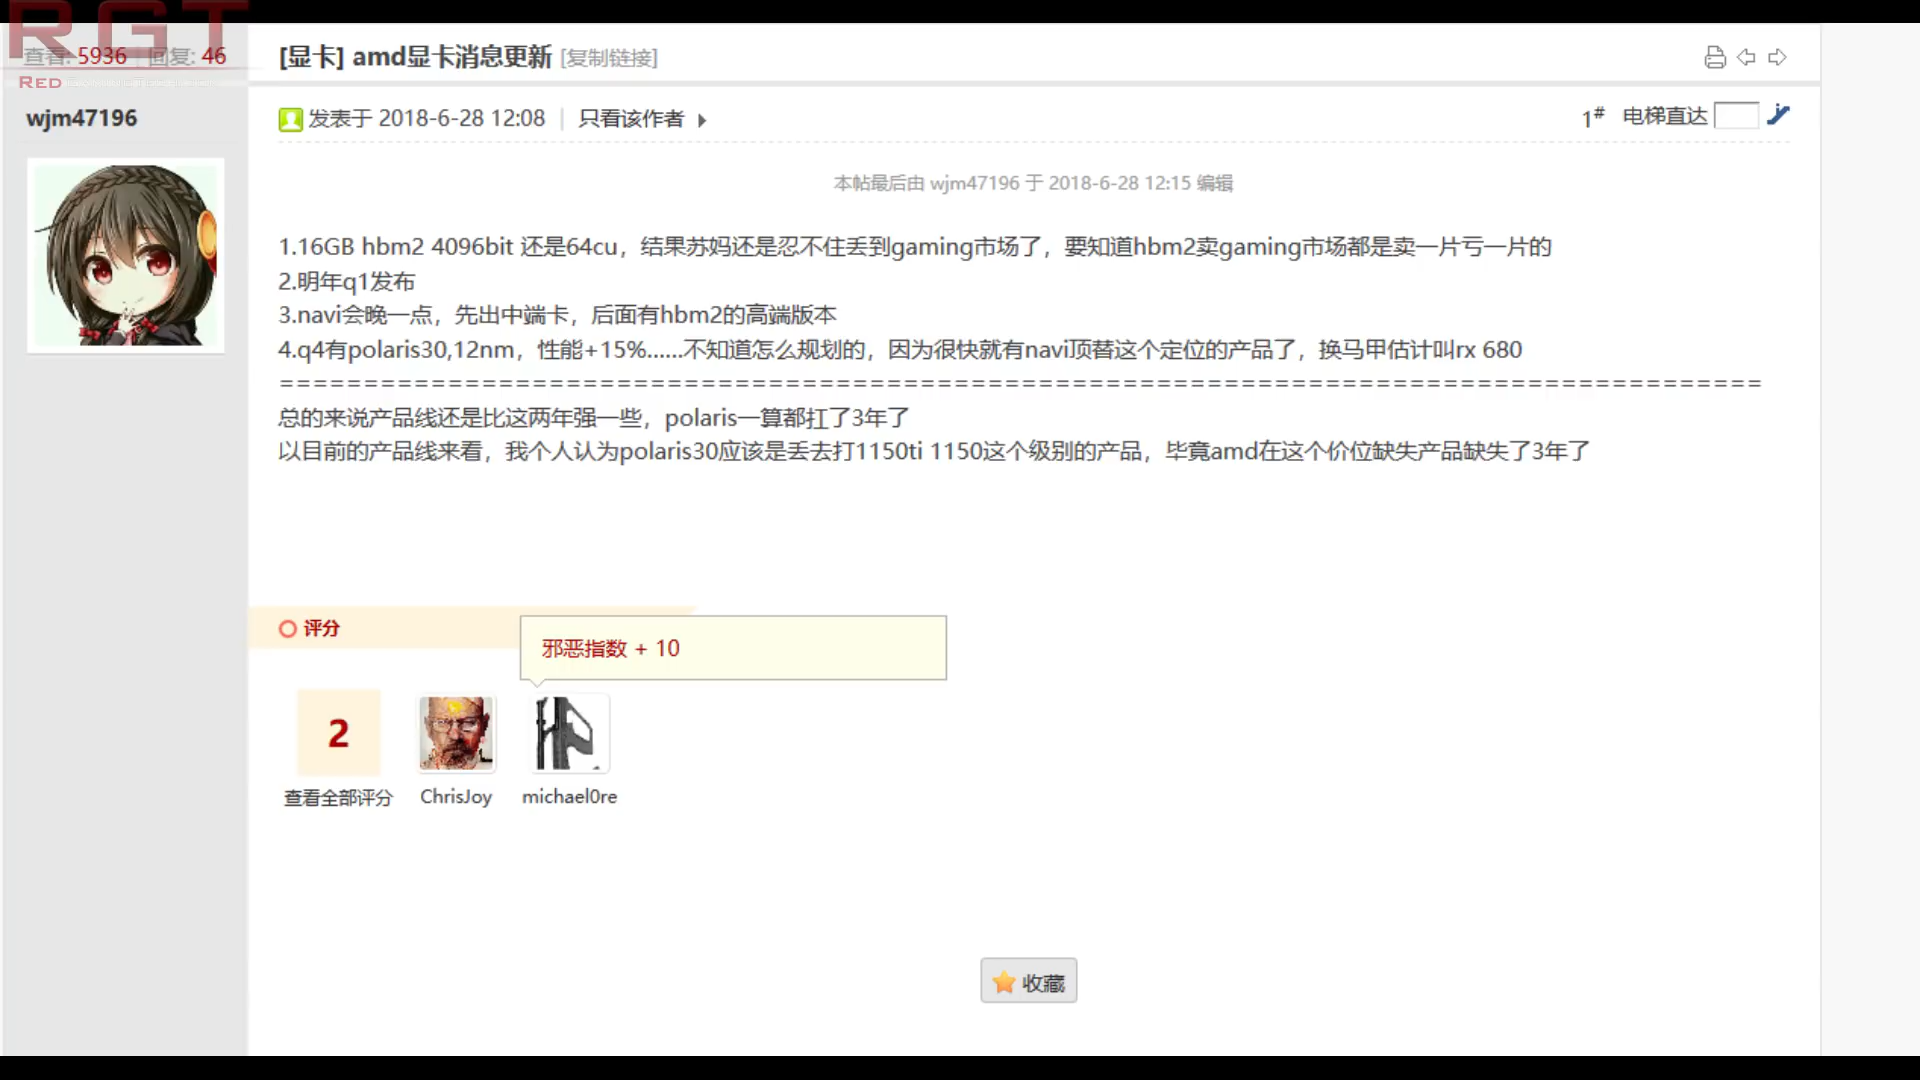 RGT
RED
查看: 5936 回复: 46
[显卡] amd显卡消息更新 [复制链接]
wjm47196
发表于 2018-6-28 12:08 | 只看该作者
1# 电梯直达
本帖最后由 wjm47196 于 2018-6-28 12:15 编辑
1.16GB hbm2 4096bit 还是64cu，结果苏妈还是忍不住丢到gaming市场了，要知道hbm2卖gaming市场都是卖一片亏一片的
2.明年q1发布
3.navi会晚一点，先出中端卡，后面有hbm2的高端版本
4.q4有polaris30,12nm，性能+15%......不知道怎么规划的，因为很快就有navi顶替这个定位的产品了，换马甲估计叫rx 680
=====================================================================================
总的来说产品线还是比这两年强一些，polaris一算都扛了3年了
以目前的产品线来看，我个人认为polaris30应该是丢去打1150ti 1150这个级别的产品，毕竟amd在这个价位缺失产品缺失了3年了
评分
邪恶指数 + 10
2
查看全部评分 ChrisJoy michael0re
收藏